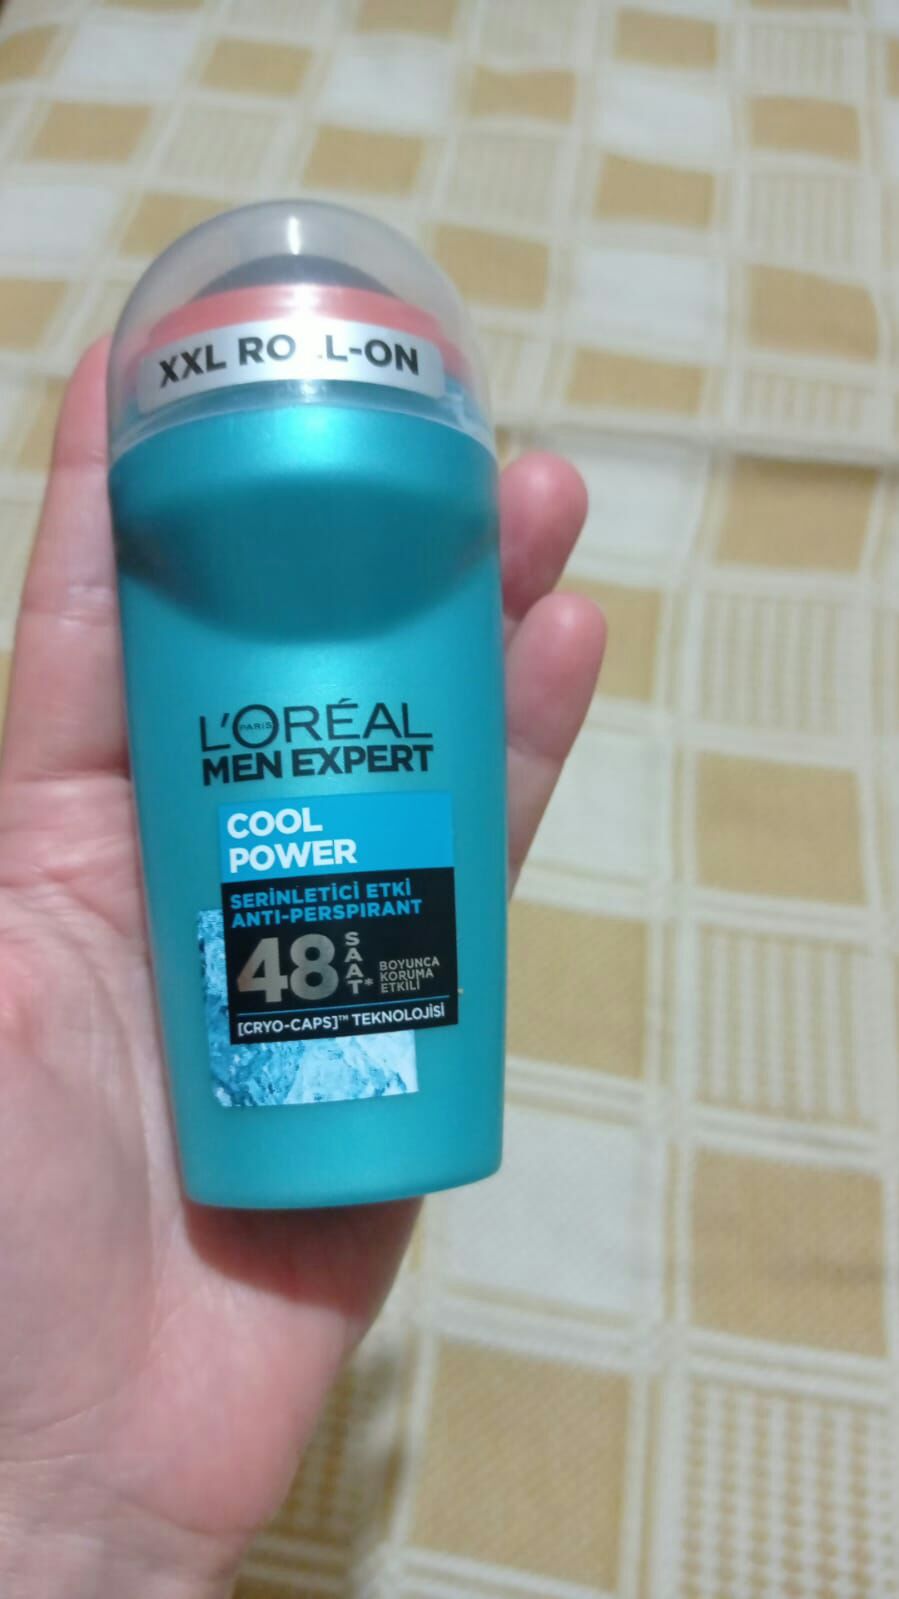 XXL ROLL-ON
L'ORÉAL
PARIS
MEN EXPERT
COOL
POWER
SERİNLETİCİ ETKİ
ANTI-PERSPIRANT
48 SAAT*
BOYUNCA
KORUMA
ETKİLİ
[CRYO-CAPS]™ TEKNOLOJİSİ